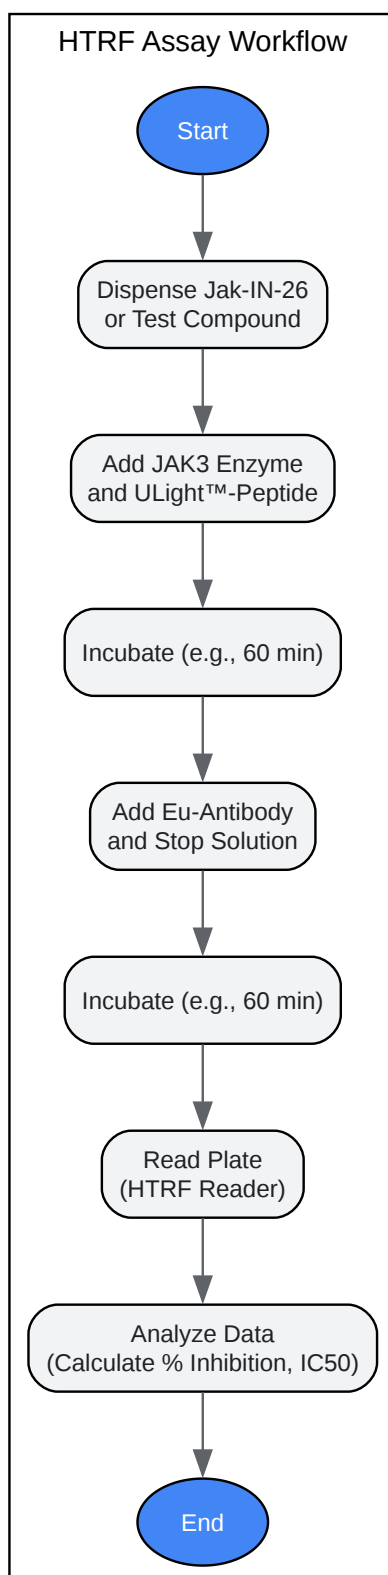 HTRF Assay Workflow
Start
Dispense Jak-IN-26
or Test Compound
Add JAK3 Enzyme
and ULight™-Peptide
Incubate (e.g., 60 min)
Add Eu-Antibody
and Stop Solution
Incubate (e.g., 60 min)
Read Plate
(HTRF Reader)
Analyze Data
(Calculate % Inhibition, IC50)
End